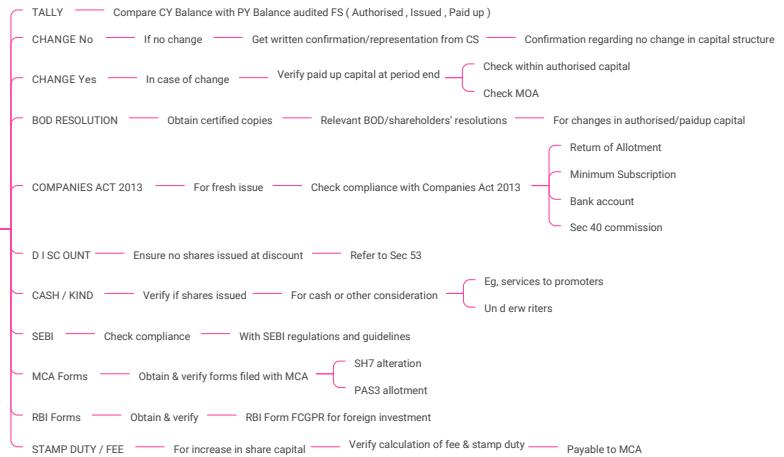 TALLY
Compare CY Balance with PY Balance audited FS ( Authorised , Issued , Paid up )
CHANGE No
If no change
Get written confirmation/representation from CS
Confirmation regarding no change in capital structure
CHANGE Yes
In case of change
Verify paid up capital at period end
Check within authorised capital
Check MOA
BOD RESOLUTION
Obtain certified copies
Relevant BOD/shareholders' resolutions
For changes in authorised/paidup capital
COMPANIES ACT 2013
For fresh issue
Check compliance with Companies Act 2013
Return of Allotment
Minimum Subscription
Bank account
Sec 40 commission
D I SC OUNT
Ensure no shares issued at discount
Refer to Sec 53
CASH / KIND
Verify if shares issued
For cash or other consideration
Eg, services to promoters
Un d erw riters
SEBI
Check compliance
With SEBI regulations and guidelines
MCA Forms
Obtain & verify forms filed with MCA
SH7 alteration
PAS3 allotment
RBI Forms
Obtain & verify
RBI Form FCGPR for foreign investment
STAMP DUTY / FEE
For increase in share capital
Verify calculation of fee & stamp duty
Payable to MCA